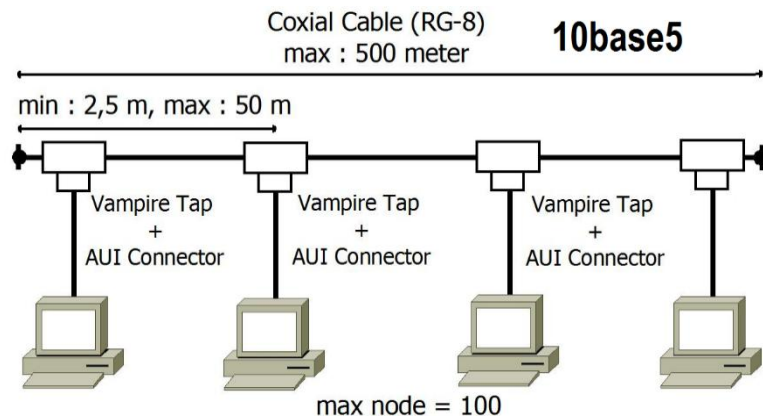 Coxial Cable (RG-8)
max : 500 meter
10base5
min : 2,5 m, max : 50 m
Vampire Tap
+
AUI Connector
Vampire Tap
+
AUI Connector
Vampire Tap
+
AUI Connector
max node = 100